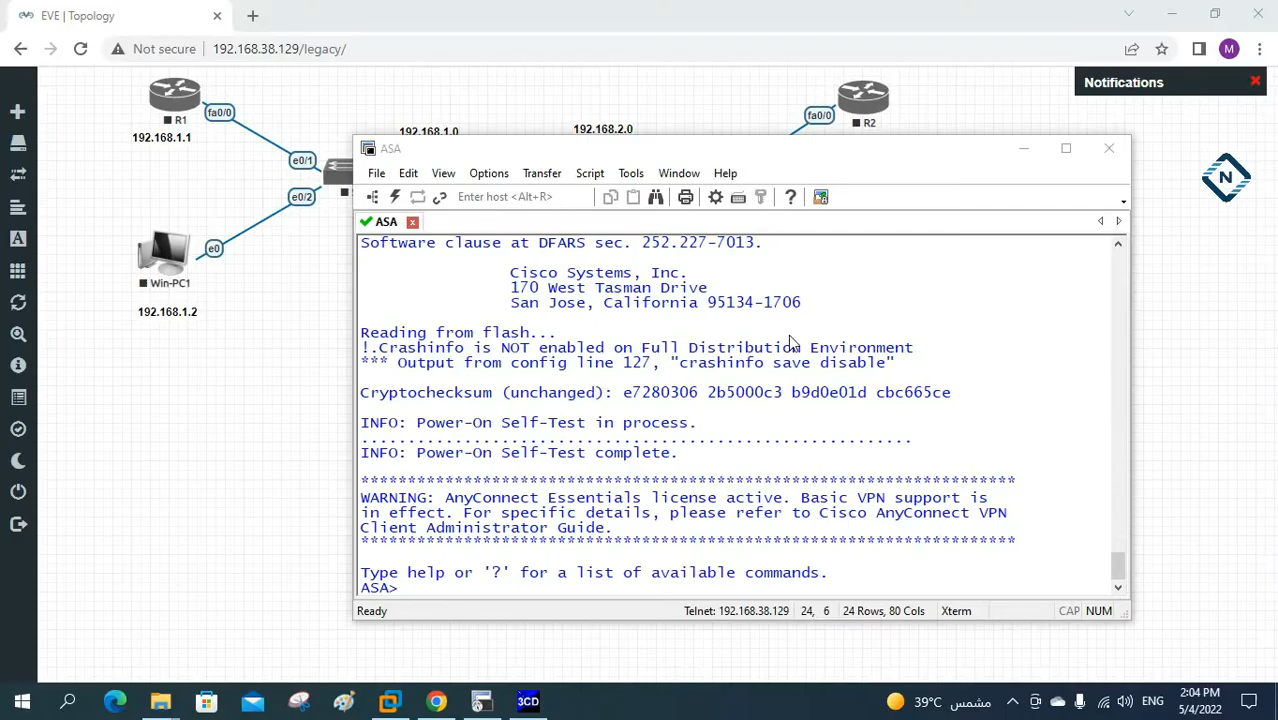 EVE | Topology
Not secure
192.168.38.129/legacy/
M
Notifications
R1
fa0/0
192.168.1.1
192.168.1.0
192.168.2.0
fa0/0
R2
e0/1
e0/2
e0
Win-PC1
192.168.1.2
N
ASA
File Edit View Options Transfer Script Tools Window Help
Enter host <Alt+R>
ASA
Software clause at DFARS sec. 252.227-7013.
Cisco Systems, Inc.
170 West Tasman Drive
San Jose, California 95134-1706
Reading from flash...
!.Crashinfo is NOT enabled on Full Distribution Environment
*** Output from config line 127, "crashinfo save disable"
Cryptochecksum (unchanged): e7280306 2b5000c3 b9d0e01d cbc665ce
INFO: Power-On Self-Test in process.
...........................................................
INFO: Power-On Self-Test complete.
**********************************************************************
WARNING: AnyConnect Essentials license active. Basic VPN support is
in effect. For specific details, please refer to Cisco AnyConnect VPN
Client Administrator Guide.
**********************************************************************
Type help or '?' for a list of available commands.
ASA>
Ready
Telnet: 192.168.38.129
24, 6
24 Rows, 80 Cols
Xterm
CAP NUM
3CD
39°C مشمس
ENG
2:04 PM
5/4/2022